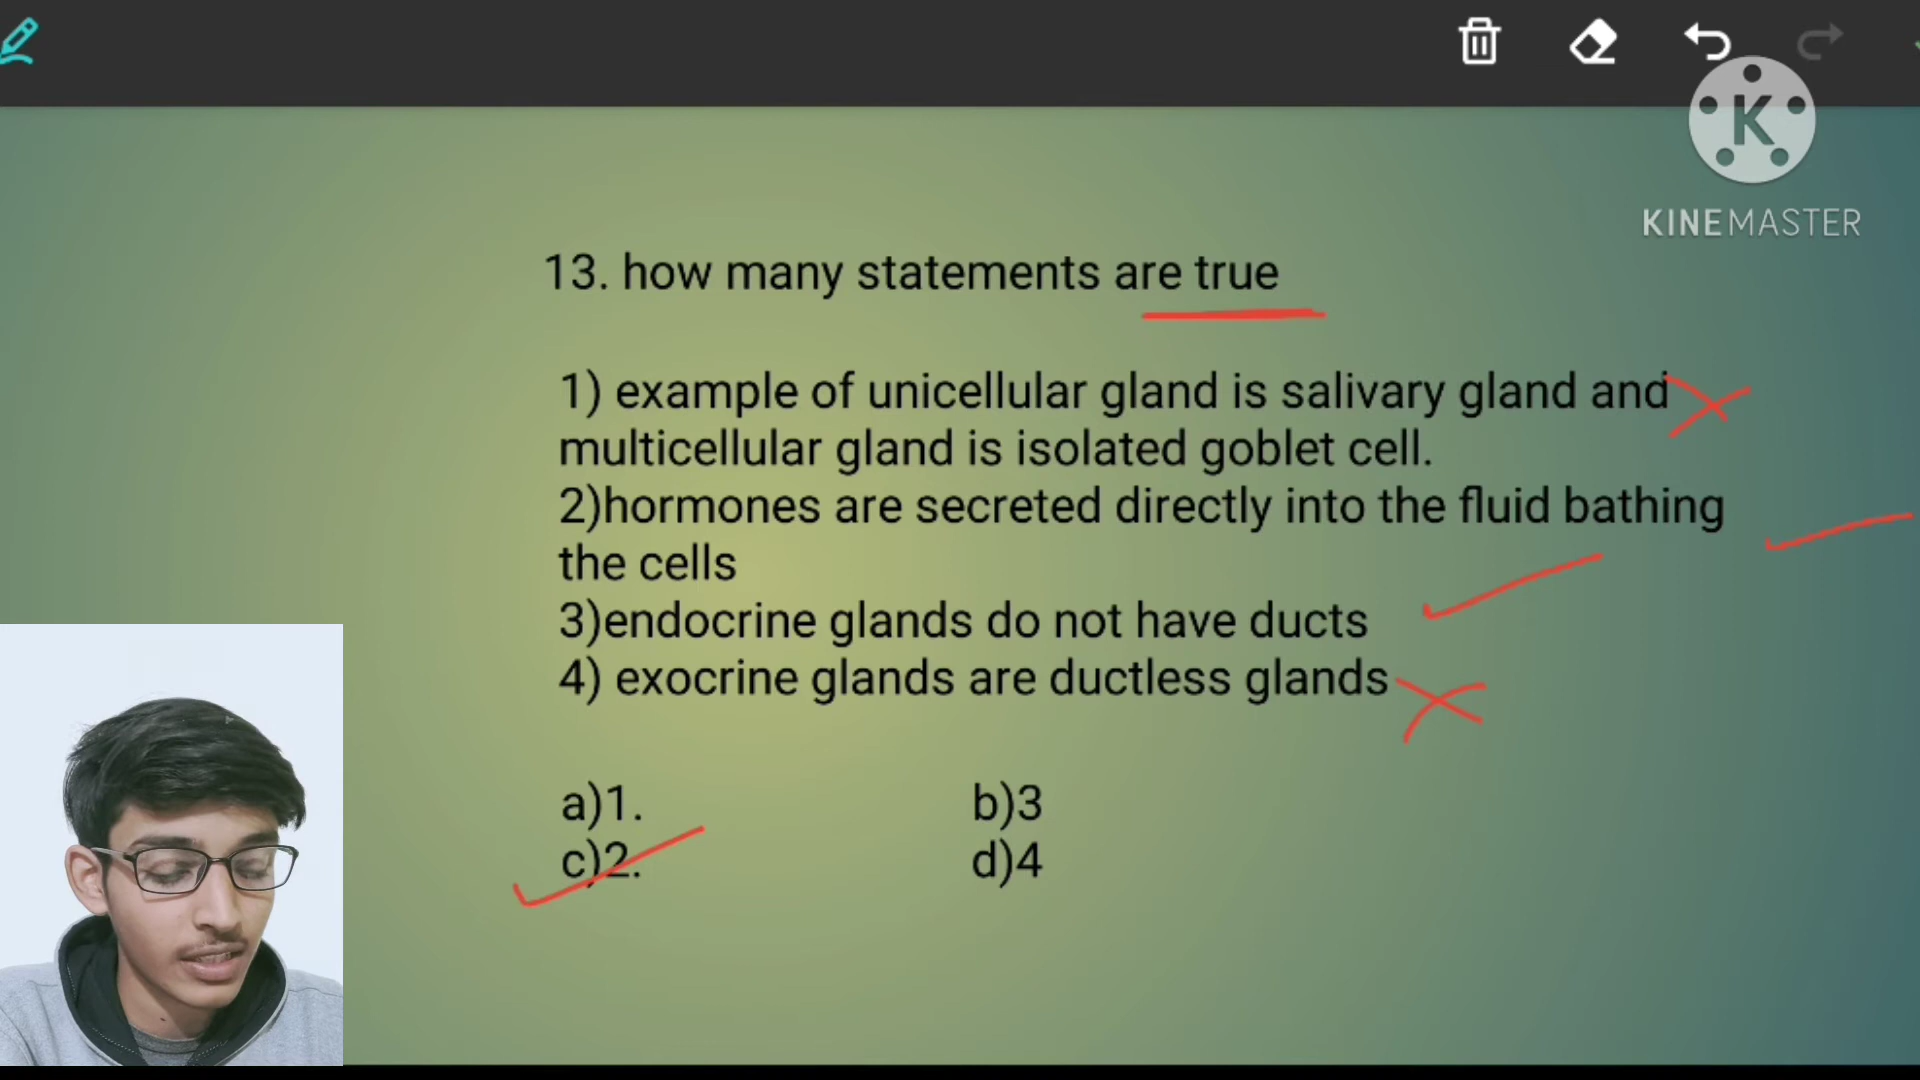 KINEMASTER
13. how many statements are true
1) example of unicellular gland is salivary gland and
multicellular gland is isolated goblet cell.
2)hormones are secreted directly into the fluid bathing
the cells
3)endocrine glands do not have ducts
4) exocrine glands are ductless glands
a)1. b)3
c)2. d)4